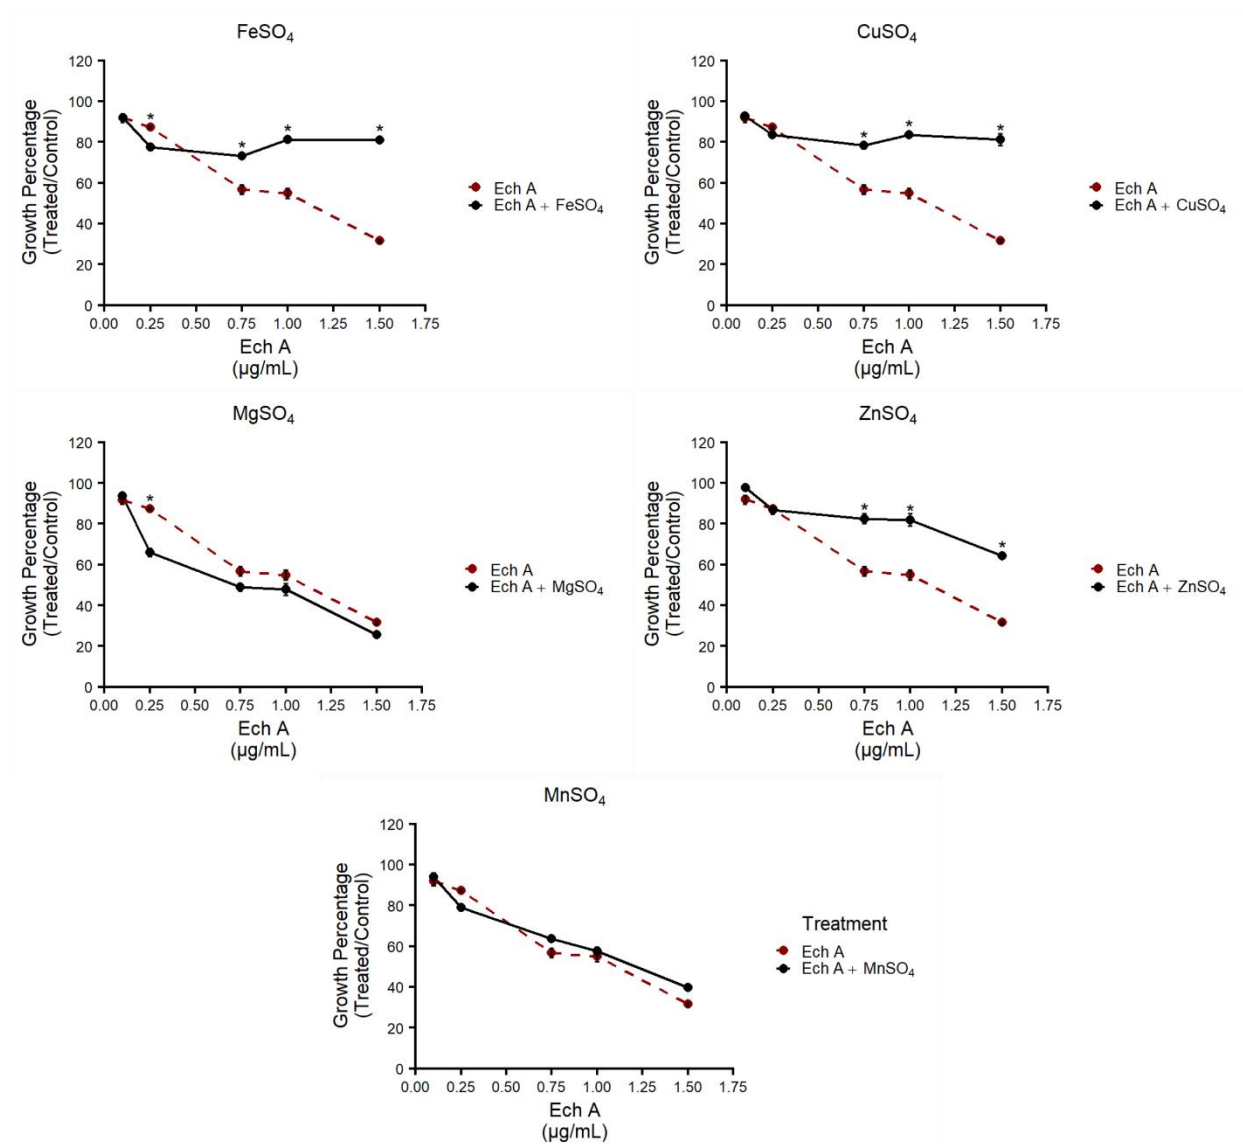 FeSO₄
Growth Percentage
(Treated/Control)
120
100
80
60
40
20
0
* * * *
0.00 0.25 0.75 1.00 1.50 1.75
Ech A
(µg/mL)
Ech A
Ech A + FeSO₄
CuSO₄
Growth Percentage
(Treated/Control)
120
100
80
60
40
20
0
* * *
0.00 0.25 0.75 1.00 1.50 1.75
Ech A
(µg/mL)
Ech A
Ech A + CuSO₄
MgSO₄
Growth Percentage
(Treated/Control)
120
100
80
60
40
20
0
*
0.00 0.25 0.50 0.75 1.00 1.25 1.50 1.75
Ech A
(µg/mL)
Ech A
Ech A + MgSO₄
ZnSO₄
Growth Percentage
(Treated/Control)
120
100
80
60
40
20
0
* * *
0.00 0.25 0.50 0.75 1.00 1.25 1.50 1.75
Ech A
(µg/mL)
Ech A
Ech A + ZnSO₄
MnSO₄
Growth Percentage
(Treated/Control)
120
100
80
60
40
20
0
0.00 0.25 0.50 0.75 1.00 1.25 1.50 1.75
Ech A
(µg/mL)
Treatment
Ech A
Ech A + MnSO₄